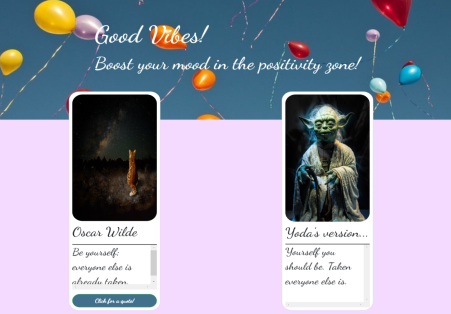 Good Vibes!
Boost your mood in the positivity zone!
Oscar Wilde
Be yourself;
everyone else is
already taken.
Click for a quote!
Yoda's version...
Yourself you
should be. Taken
everyone else is.